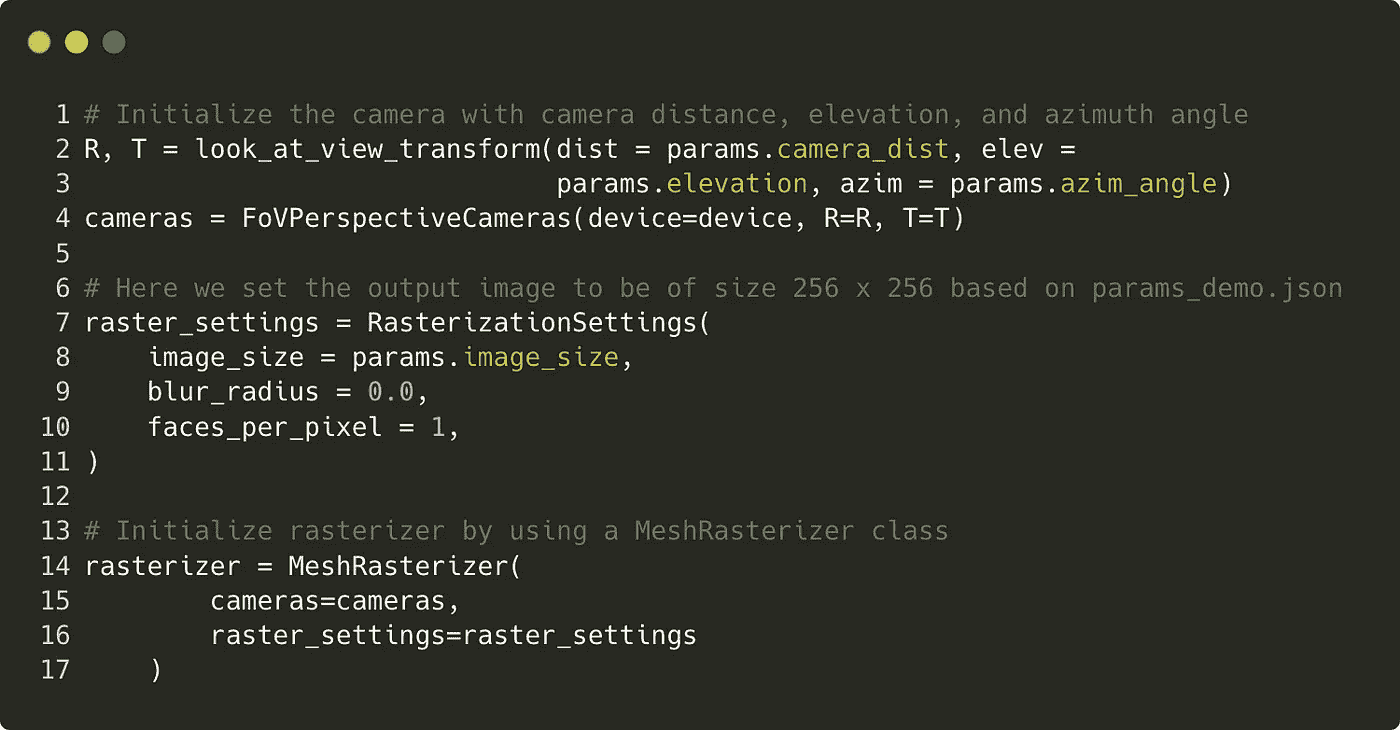 1 # Initialize the camera with camera distance, elevation, and azimuth angle
2 R, T = look_at_view_transform(dist = params.camera_dist, elev =
3                               params.elevation, azim = params.azim_angle)
4 cameras = FoVPerspectiveCameras(device=device, R=R, T=T)
5
6 # Here we set the output image to be of size 256 x 256 based on params_demo.json
7 raster_settings = RasterizationSettings(
8     image_size = params.image_size,
9     blur_radius = 0.0,
10     faces_per_pixel = 1,
11 )
12
13 # Initialize rasterizer by using a MeshRasterizer class
14 rasterizer = MeshRasterizer(
15         cameras=cameras,
16         raster_settings=raster_settings
17     )